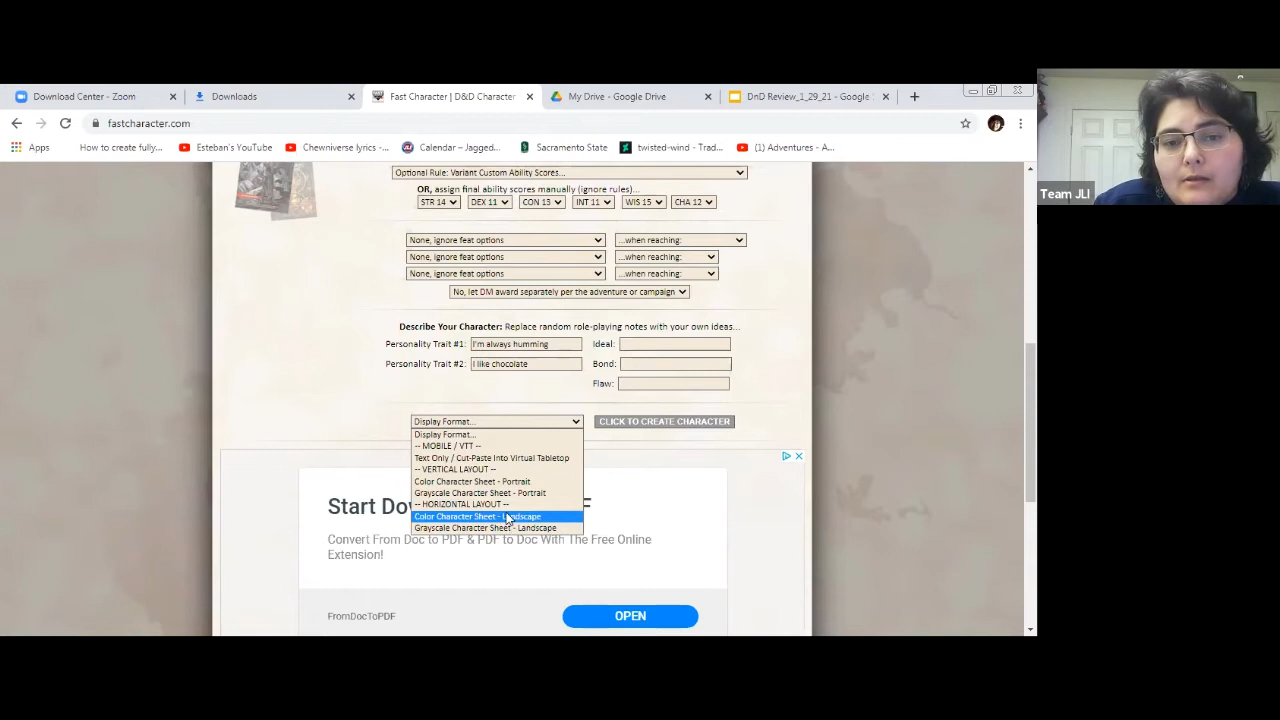 Download Center - Zoom
Downloads
Fast Character | D&D Character
My Drive - Google Drive
DnD Review_1_29_21 - Google
fastcharacter.com
Apps
How to create fully...
Esteban's YouTube
Chewniverse lyrics -...
Calendar – Jagged...
Sacramento State
twisted-wind - Trad...
(1) Adventures - A...
Team JLI
Optional Rule: Variant Custom Ability Scores...
OR, assign final ability scores manually (ignore rules)...
STR 14 DEX 11 CON 13 INT 11 WIS 15 CHA 12
None, ignore feat options ...when reaching:
None, ignore feat options ...when reaching:
None, ignore feat options ...when reaching:
No, let DM award separately per the adventure or campaign
Describe Your Character: Replace random role-playing notes with your own ideas...
Personality Trait #1: I'm always humming Ideal:
Personality Trait #2: I like chocolate Bond:
Flaw:
Display Format... CLICK TO CREATE CHARACTER
Display Format...
-- MOBILE / VTT --
Text Only / Cut-Paste Into Virtual Tabletop
-- VERTICAL LAYOUT --
Color Character Sheet - Portrait
Grayscale Character Sheet - Portrait
-- HORIZONTAL LAYOUT --
Color Character Sheet - Landscape
Grayscale Character Sheet - Landscape
Start
Convert From Doc to PDF & PDF to Doc With The Free Online
Extension!
FromDocToPDF
OPEN